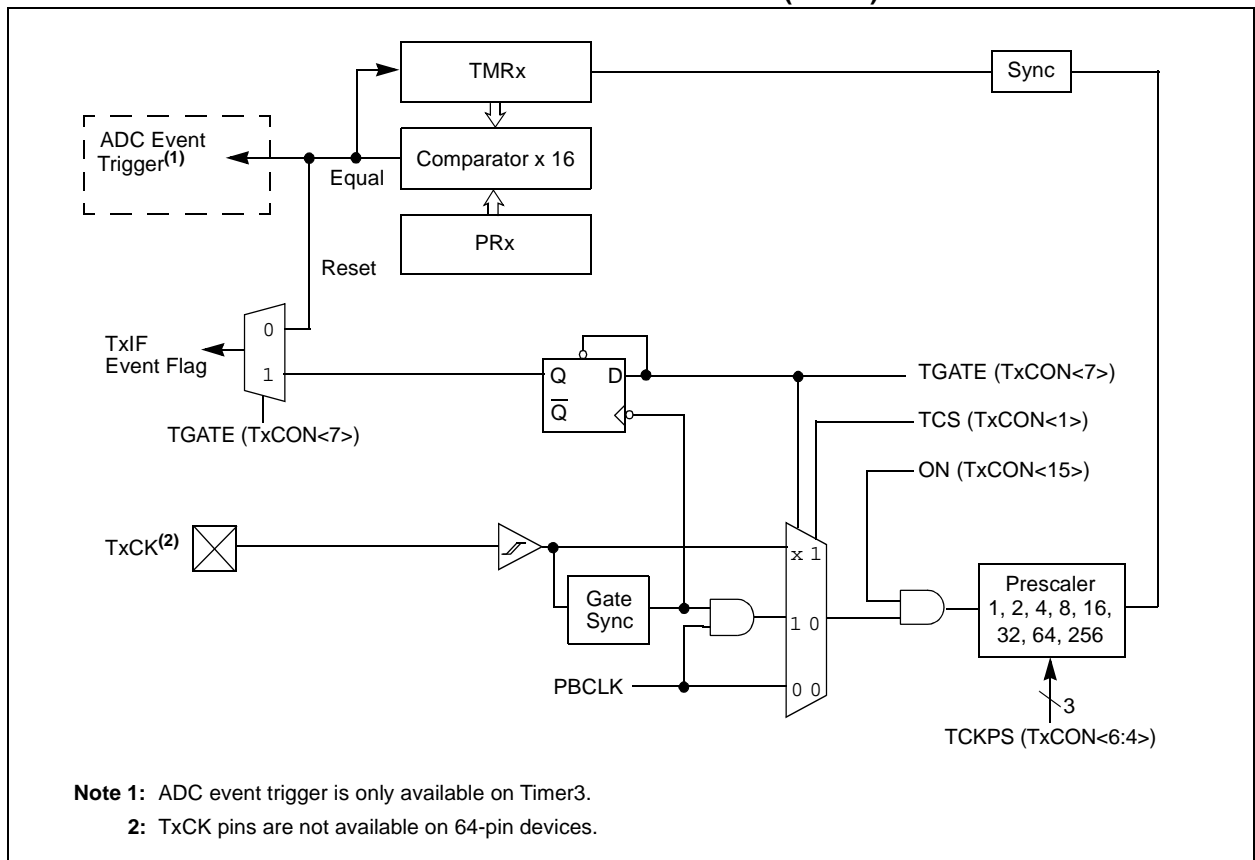 TMRx
Sync
ADC Event
Trigger(1)
Equal
Comparator x 16
PRx
Reset
0
1
TxIF
Event Flag
TGATE (TxCON<7>)
Q
D
Q
TGATE (TxCON<7>)
TCS (TxCON<1>)
ON (TxCON<15>)
TxCK(2)
x 1
Gate
Sync
1 0
PBCLK
0 0
Prescaler
1, 2, 4, 8, 16,
32, 64, 256
3
TCKPS (TxCON<6:4>)
Note 1: ADC event trigger is only available on Timer3.
2: TxCK pins are not available on 64-pin devices.